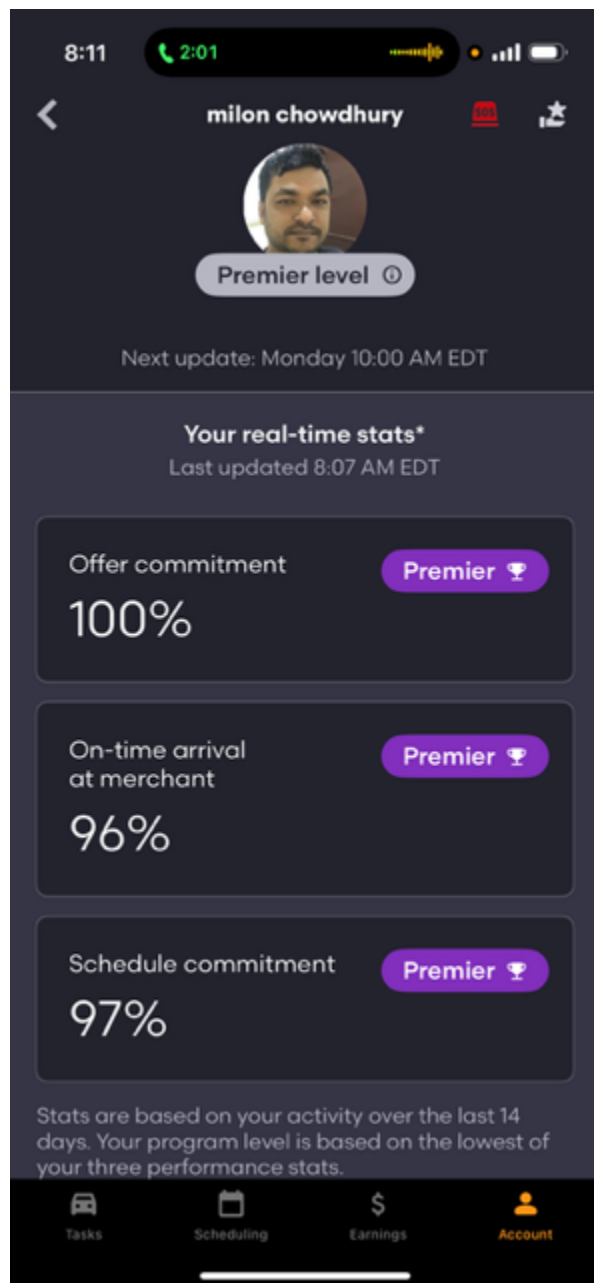 8:11
2:01
milon chowdhury
SOS
Premier level
Next update: Monday 10:00 AM EDT
Your real-time stats*
Last updated 8:07 AM EDT
Offer commitment
Premier
100%
On-time arrival
at merchant
Premier
96%
Schedule commitment
Premier
97%
Stats are based on your activity over the last 14
days. Your program level is based on the lowest of
your three performance stats.
Tasks
Scheduling
Earnings
Account